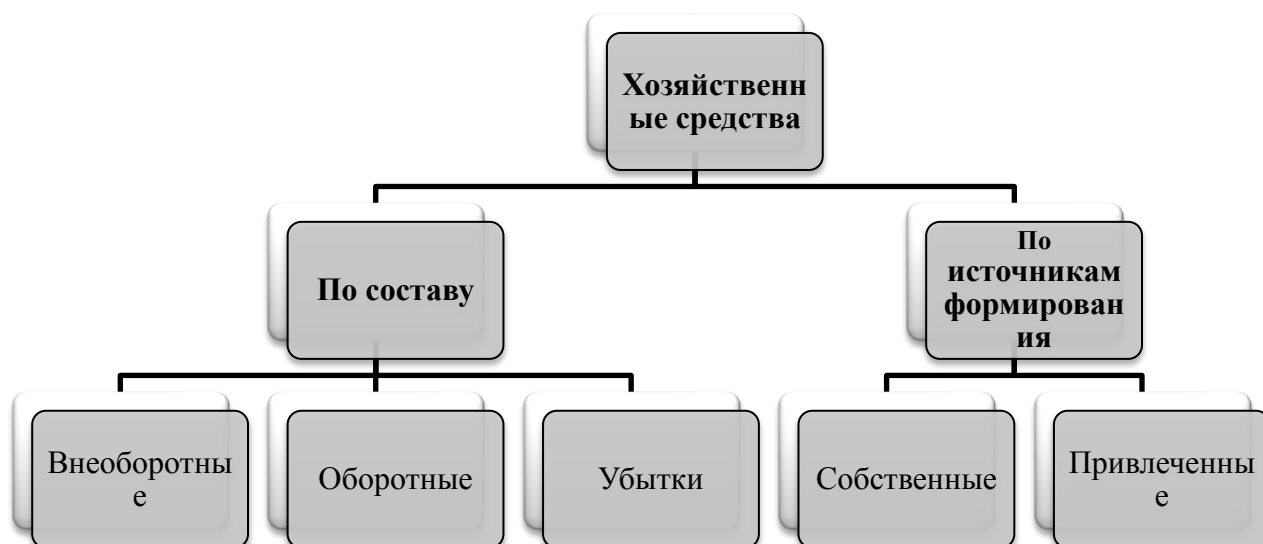 Хозяйственн
ые средства
По составу
По
источникам
формирован
ия
Внеоборотны
е
Оборотные
Убытки
Собственные
Привлеченны
е